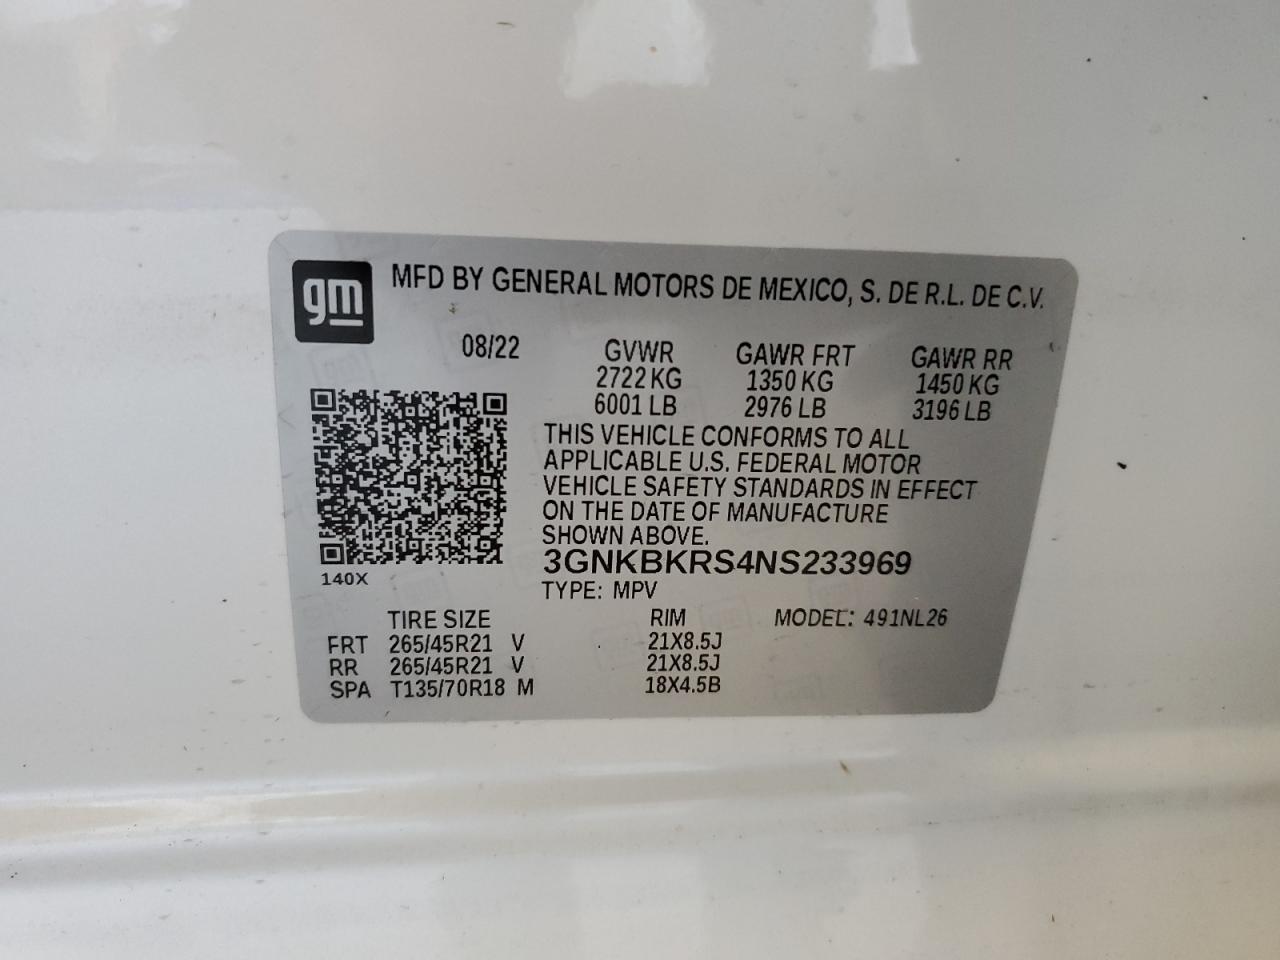 gm MFD BY GENERAL MOTORS DE MEXICO, S. DE R.L. DE C.V.
08/22 GVWR GAWR FRT GAWR RR
2722 KG 1350 KG 1450 KG
6001 LB 2976 LB 3196 LB
THIS VEHICLE CONFORMS TO ALL
APPLICABLE U.S. FEDERAL MOTOR
VEHICLE SAFETY STANDARDS IN EFFECT
ON THE DATE OF MANUFACTURE
SHOWN ABOVE.
3GNKBKRS4NS233969
140X
TYPE: MPV
TIRE SIZE RIM MODEL: 491NL26
FRT 265/45R21 V 21X8.5J
RR 265/45R21 V 21X8.5J
SPA T135/70R18 M 18X4.5B